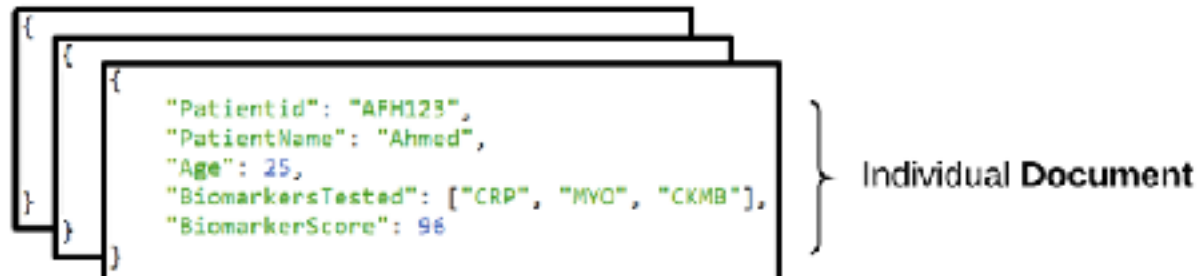 {
{
{
"Patientid": "AFH123",
"PatientName": "Ahmed",
"Age": 25,
"BiomarkersTested": ["CRP", "MYO", "CKMB"],
"BiomarkerScore": 96
}
}
}
Individual Document